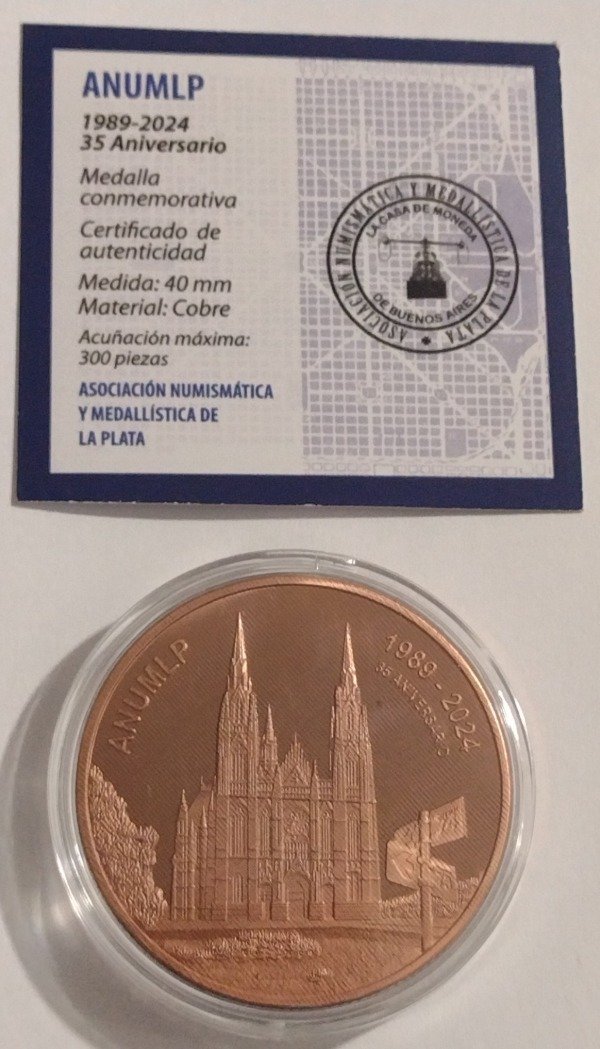 ANUMLP
1989-2024
35 Aniversario
Medalla
conmemorativa
Certificado de
autenticidad
Medida: 40 mm
Material: Cobre
Acuñación máxima:
300 piezas
ASOCIACIÓN NUMISMÁTICA
Y MEDALLÍSTICA DE
LA PLATA
ASOCIACION NUMISMÁTICA Y MEDALLÍSTICA DE LA PLATA
LA CASA DE MONEDA
DE BUENOS AIRES
ANUMLP
1989 - 2024
35 ANIVERSARIO